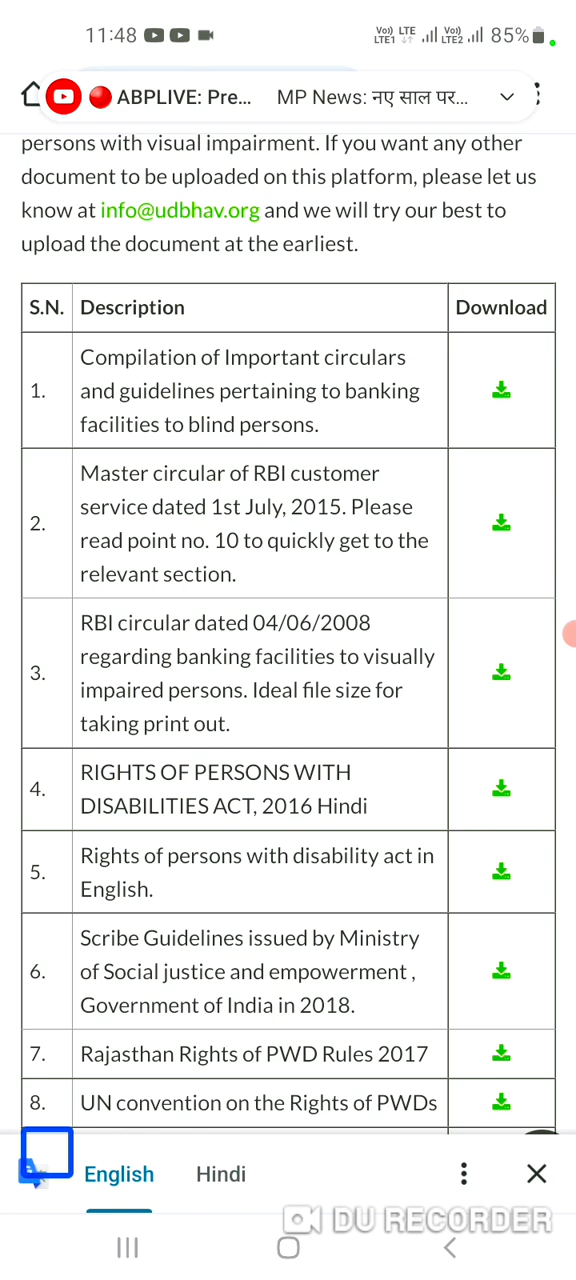 11:48
Vo) LTE LTE1 Vo) LTE2 85%
ABPLIVE: Pre... MP News: नए साल पर...
persons with visual impairment. If you want any other
document to be uploaded on this platform, please let us
know at info@udbhav.org and we will try our best to
upload the document at the earliest.
S.N. Description Download
1. Compilation of Important circulars
and guidelines pertaining to banking
facilities to blind persons.
2. Master circular of RBI customer
service dated 1st July, 2015. Please
read point no. 10 to quickly get to the
relevant section.
3. RBI circular dated 04/06/2008
regarding banking facilities to visually
impaired persons. Ideal file size for
taking print out.
4. RIGHTS OF PERSONS WITH
DISABILITIES ACT, 2016 Hindi
5. Rights of persons with disability act in
English.
6. Scribe Guidelines issued by Ministry
of Social justice and empowerment ,
Government of India in 2018.
7. Rajasthan Rights of PWD Rules 2017
8. UN convention on the Rights of PWDs
English Hindi
DU RECORDER